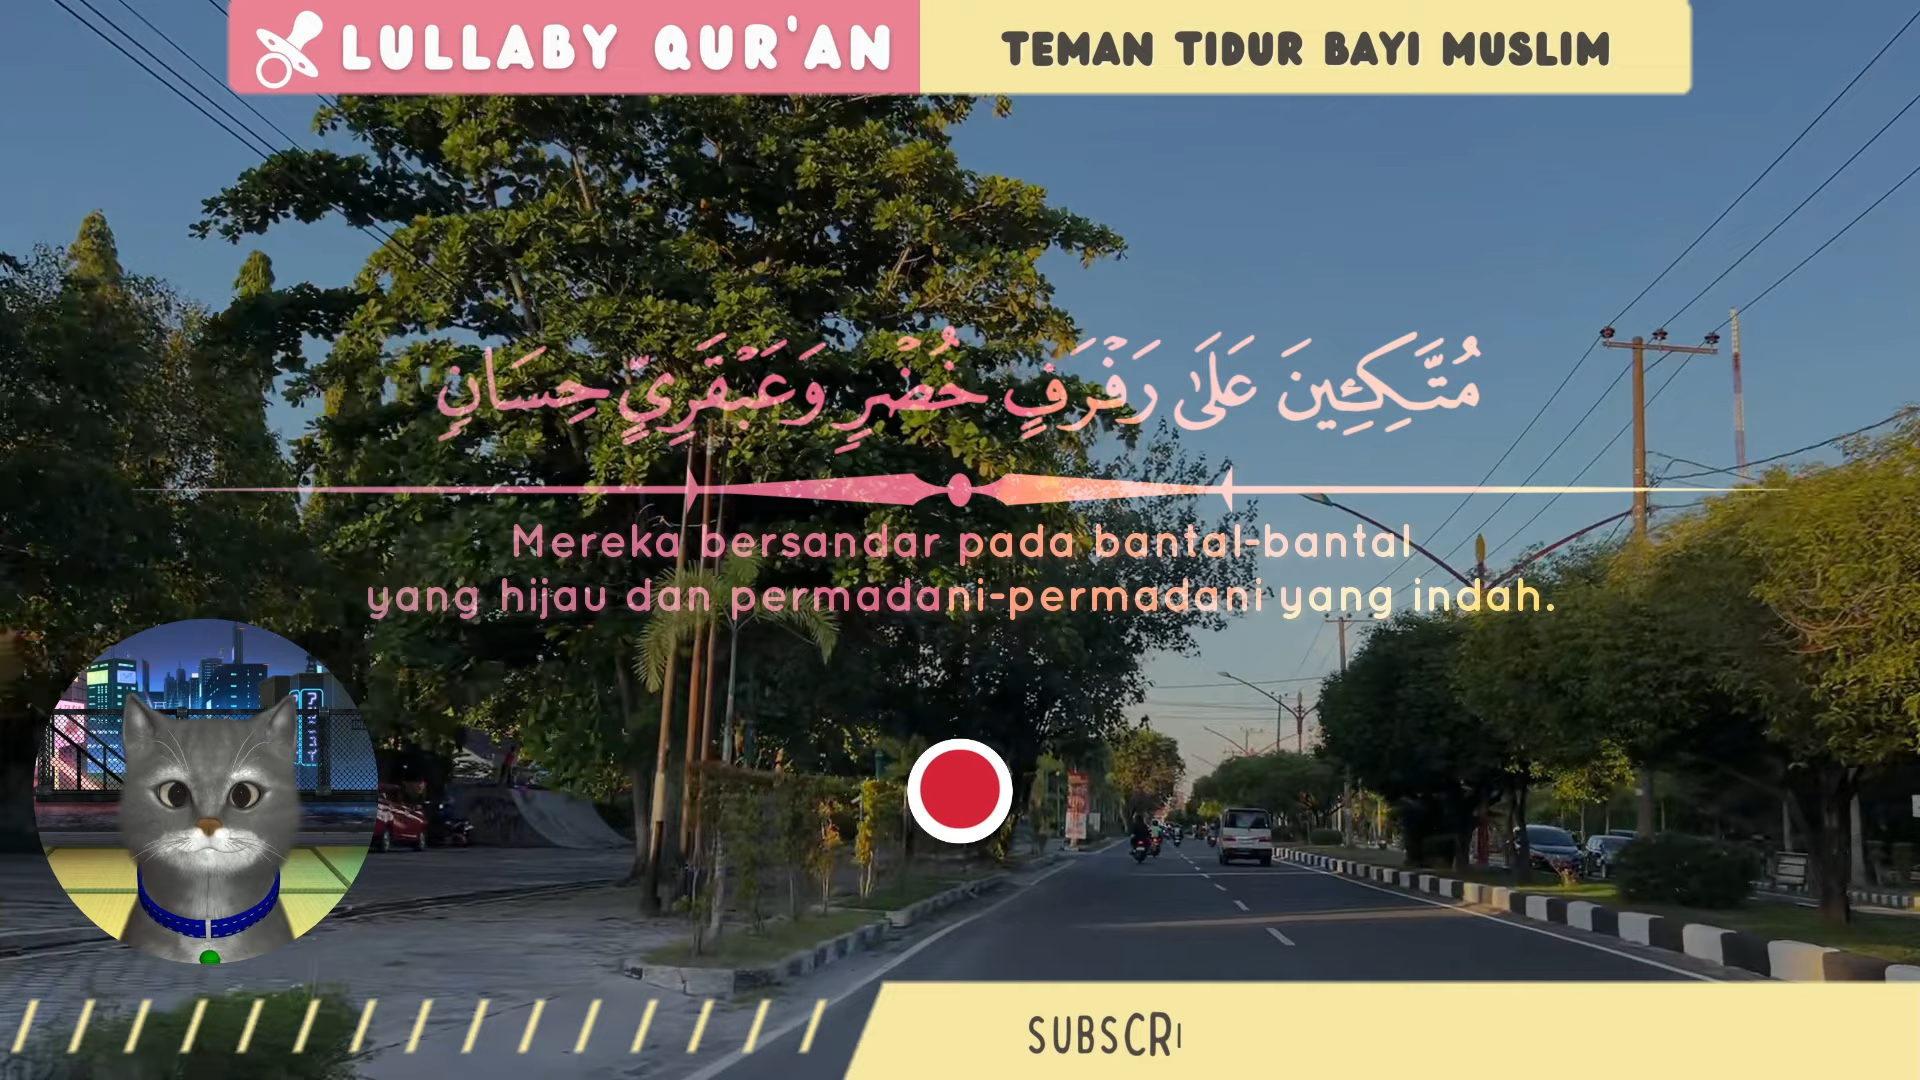 LULLABY QUR'AN
TEMAN TIDUR BAYI MUSLIM
مُتَّكِئِينَ عَلَىٰ رَفْرَفٍ خُضْرٍ وَعَبْقَرِيٍّ حِسَانٍ
Mereka bersandar pada bantal-bantal
yang hijau dan permadani-permadani yang indah.
SUBSCRI